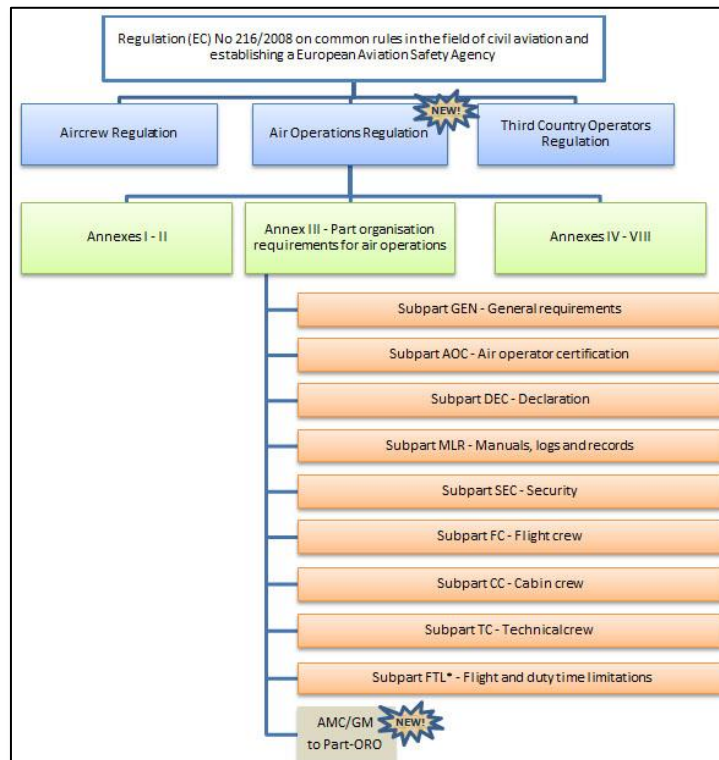 Regulation (EC) No 216/2008 on common rules in the field of civil aviation and
establishing a European Aviation Safety Agency
NEW!
Aircrew Regulation
Air Operations Regulation
Third Country Operators
Regulation
Annexes I - II
Annex III - Part organisation
requirements for air operations
Annexes IV - VIII
Subpart GEN - General requirements
Subpart AOC - Air operator certification
Subpart DEC - Declaration
Subpart MLR - Manuals, logs and records
Subpart SEC - Security
Subpart FC - Flight crew
Subpart CC - Cabin crew
Subpart TC - Technicalcrew
Subpart FTL* - Flight and duty time limitations
AMC/GM
to Part-ORO
NEW!